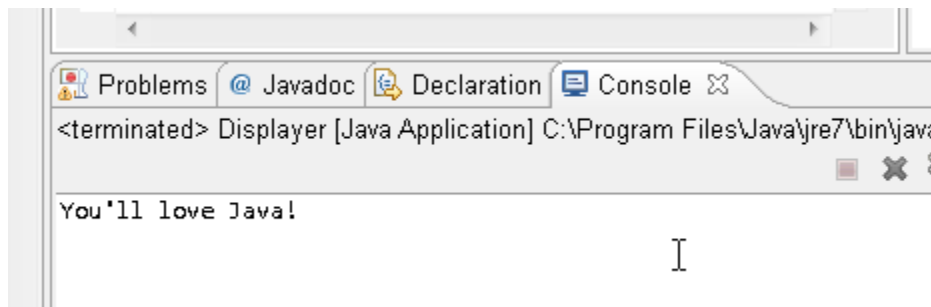 Problems @ Javadoc Declaration Console
<terminated> Displayer [Java Application] C:\Program Files\Java\jre7\bin\java
You'll love Java!